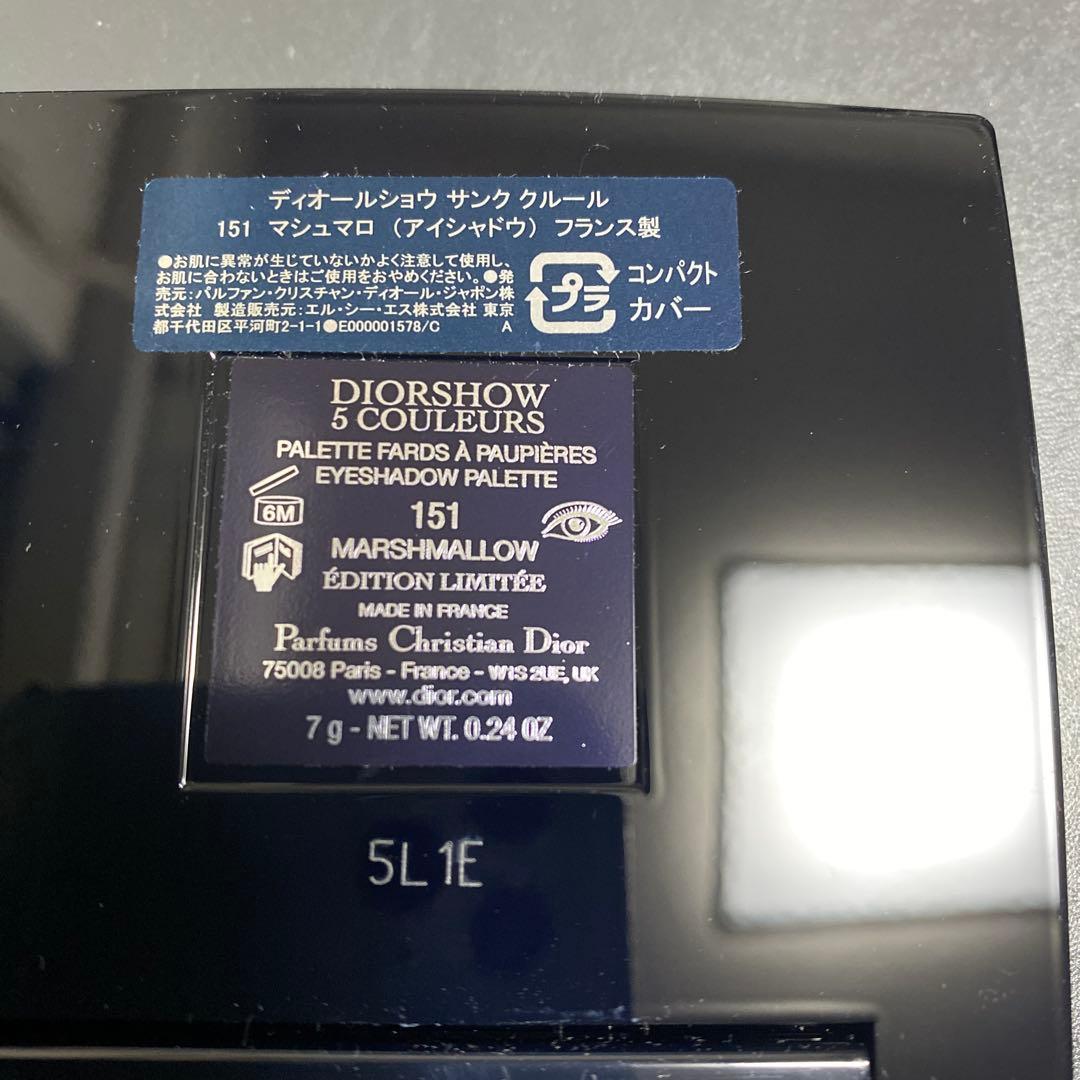 ディオールショウ サンク クルール
151 マシュマロ (アイシャドウ) フランス製
●お肌に異常が生じていないかよく注意して使用し、
お肌に合わないときはご使用をおやめください。●発
売元:パルファン・クリスチャン・ディオール・ジャポン株
式会社 製造販売元:エル・シー・エス株式会社 東京
都千代田区平河町2-1-1●E000001578/C A
プラ
コンパクト
カバー
DIORSHOW
5 COULEURS
PALETTE FARDS À PAUPIÈRES
EYESHADOW PALETTE
6M
151
MARSHMALLOW
ÉDITION LIMITÉE
MADE IN FRANCE
Parfums Christian Dior
75008 Paris - France - W1S 2UE, UK
www.dior.com
7 g - NET WT. 0.24 OZ
5L1E